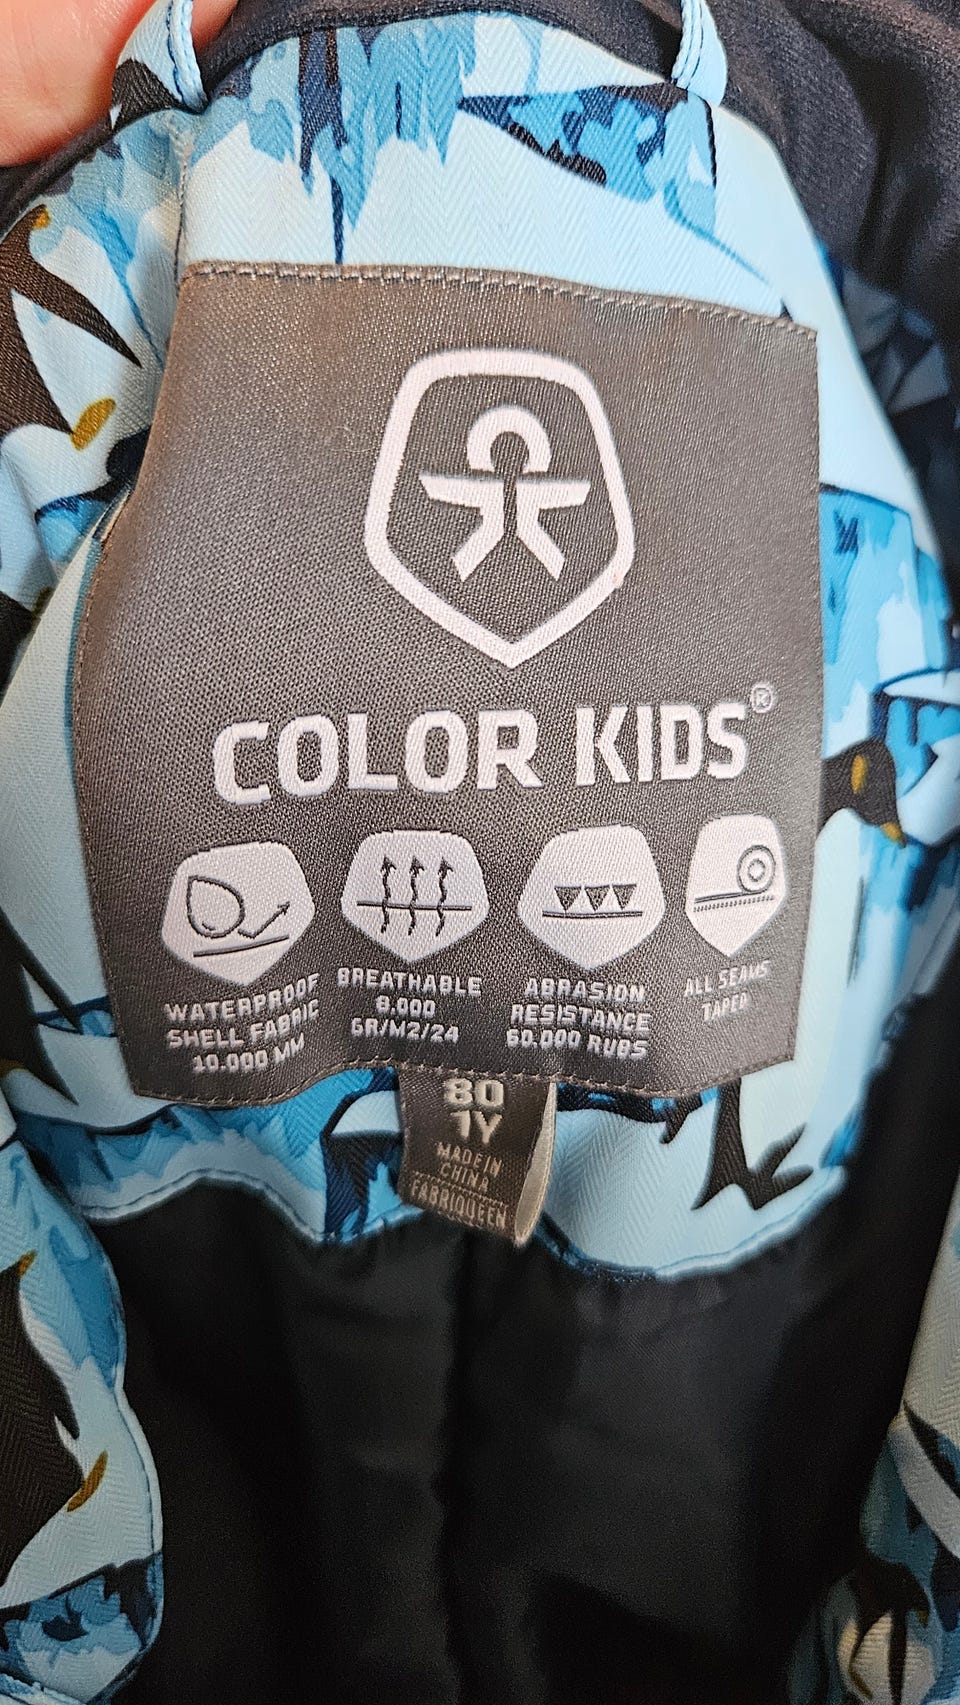 COLOR KIDS®
WATERPROOF
SHELL FABRIC
10.000 MM
BREATHABLE
8.000
GR/M2/24
ABRASION
RESISTANCE
60.000 RUBS
ALL SEAMS
TAPED
80
1Y
MADE IN
CHINA
FABRIQUEEN